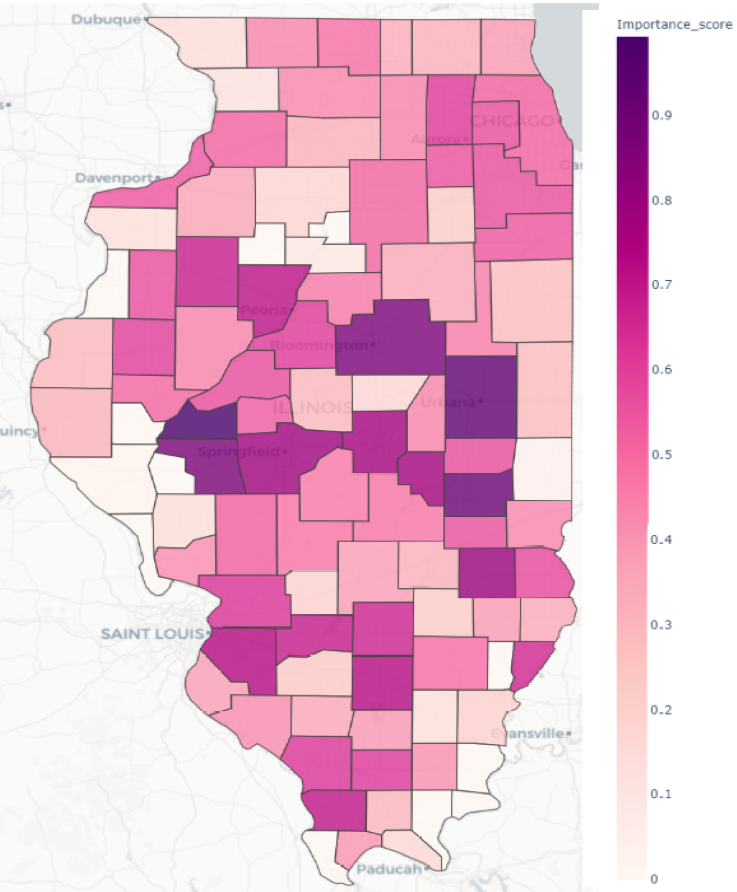 Importance_score
Dubuque
CHICAGO
Aurora
Davenport
Peoria
Bloomington
ILLINOIS
Urbana
uincy
Springfield
SAINT LOUIS
Evansville
Paducah
0.9
0.8
0.7
0.6
0.5
0.4
0.3
0.2
0.1
0